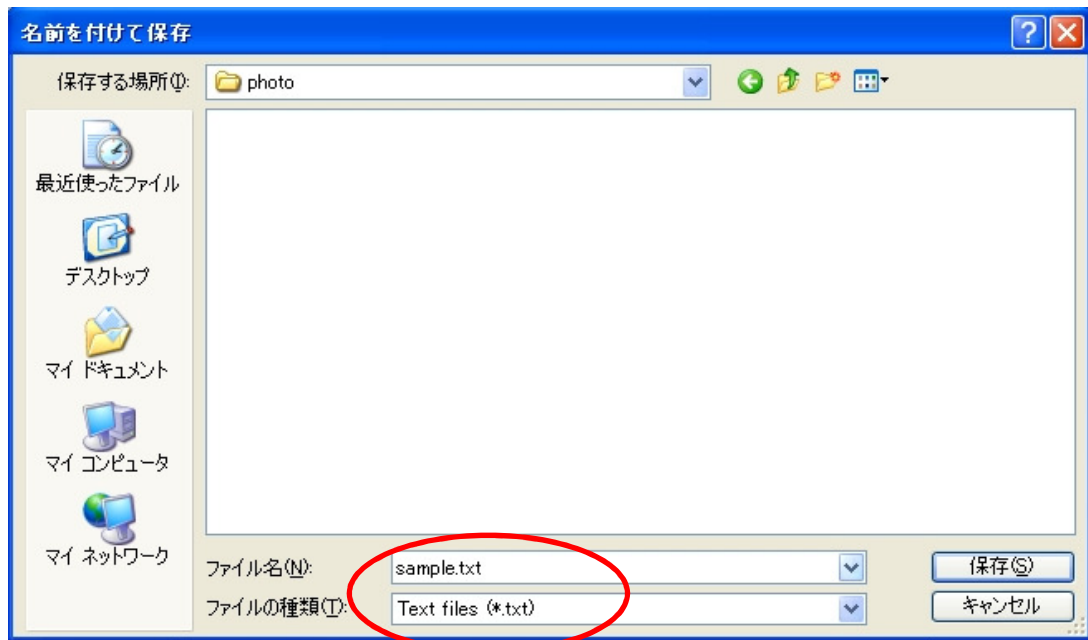 名前を付けて保存
保存する場所(I):
photo
最近使ったファイル
デスクトップ
マイ ドキュメント
マイ コンピュータ
マイ ネットワーク
ファイル名(N):
sample.txt
保存(S)
ファイルの種類(T):
Text files (*.txt)
キャンセル